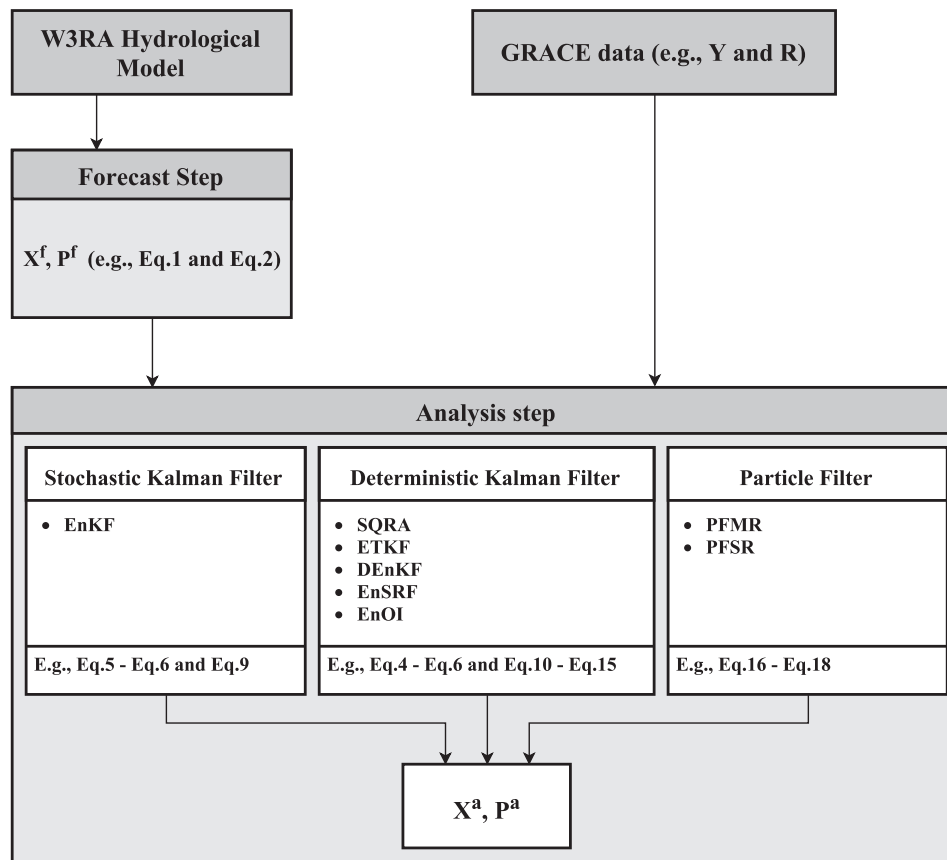 W3RA Hydrological
Model
GRACE data (e.g., Y and R)
Forecast Step
Xᶠ, Pᶠ (e.g., Eq.1 and Eq.2)
Analysis step
Stochastic Kalman Filter
• EnKF
E.g., Eq.5 - Eq.6 and Eq.9
Deterministic Kalman Filter
• SQRA
• ETKF
• DEnKF
• EnSRF
• EnOI
E.g., Eq.4 - Eq.6 and Eq.10 - Eq.15
Particle Filter
• PFMR
• PFSR
E.g., Eq.16 - Eq.18
Xᵃ, Pᵃ